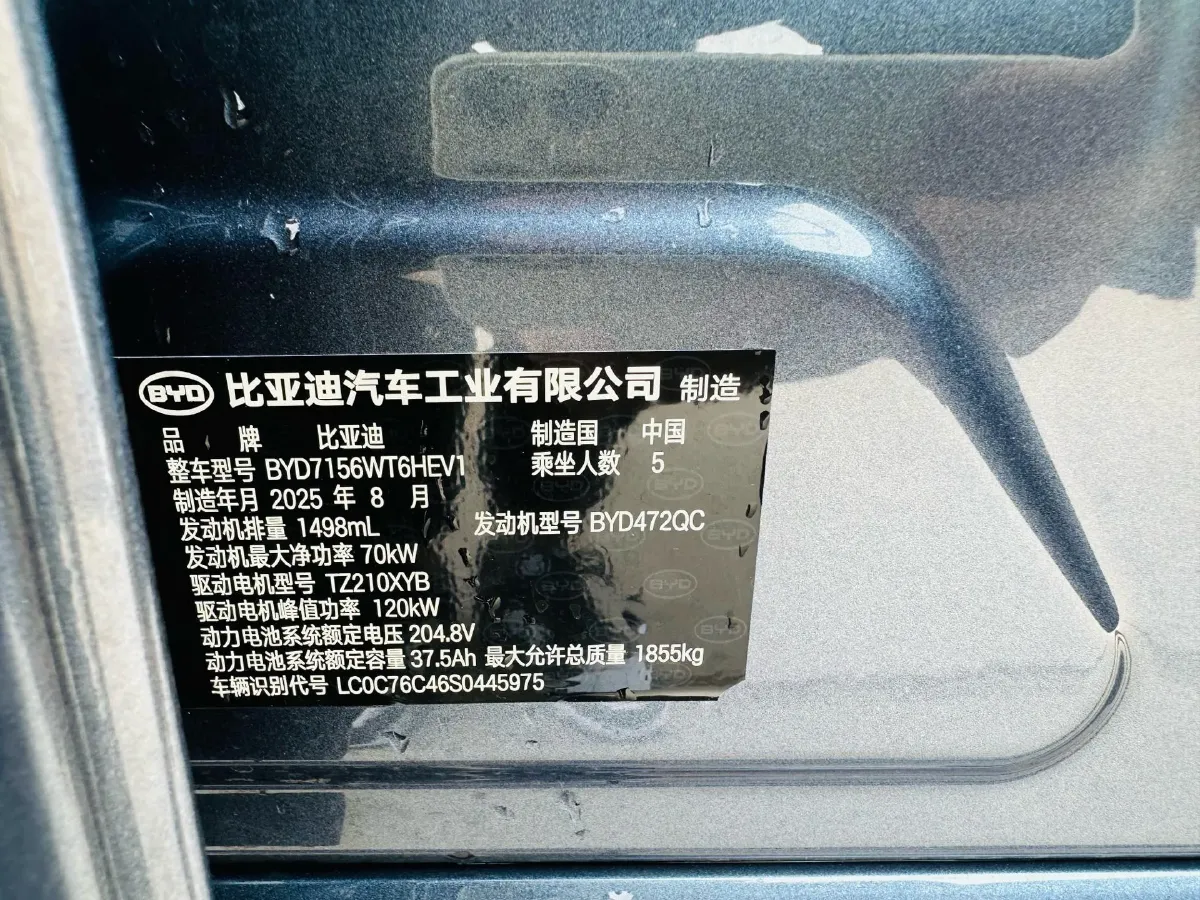 BYD 比亚迪汽车工业有限公司 制造
品 牌 比亚迪 制造国 中国
整车型号 BYD7156WT6HEV1 乘坐人数 5
制造年月 2025 年 8 月
发动机排量 1498mL 发动机型号 BYD472QC
发动机最大净功率 70kW
驱动电机型号 TZ210XYB
驱动电机峰值功率 120kW
动力电池系统额定电压 204.8V
动力电池系统额定容量 37.5Ah 最大允许总质量 1855kg
车辆识别代号 LC0C76C46S0445975